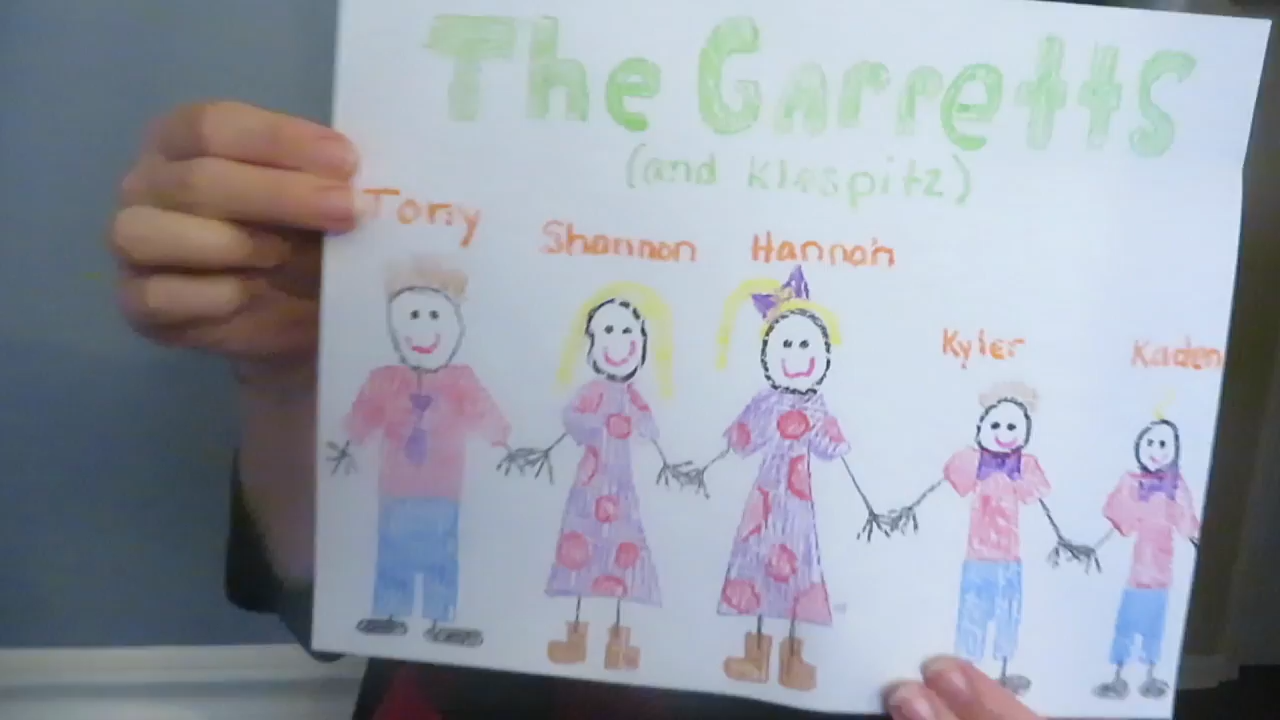 The Garretts
(and Klespitz)
Tony Shannon Hannah
Kyler Kaden